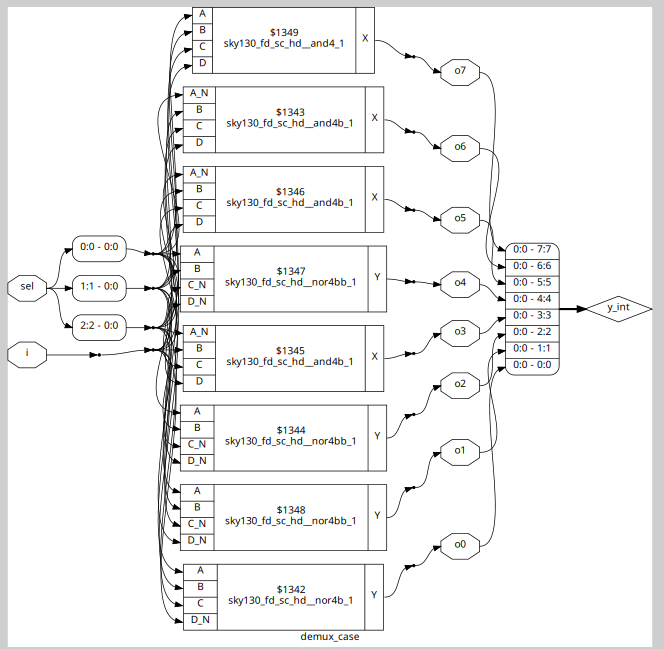 A
B
C
D
$1349
sky130_fd_sc_hd__and4_1
X
o7
A_N
B
C
D
$1343
sky130_fd_sc_hd__and4b_1
X
o6
A_N
B
C
D
$1346
sky130_fd_sc_hd__and4b_1
X
o5
sel
i
0:0 - 0:0
1:1 - 0:0
2:2 - 0:0
A
B
C_N
D_N
$1347
sky130_fd_sc_hd__nor4bb_1
Y
o4
A_N
B
C
D
$1345
sky130_fd_sc_hd__and4b_1
X
o3
A
B
C_N
D_N
$1344
sky130_fd_sc_hd__nor4bb_1
Y
o2
A
B
C_N
D_N
$1348
sky130_fd_sc_hd__nor4bb_1
Y
o1
A
B
C
D_N
$1342
sky130_fd_sc_hd__nor4b_1
Y
o0
0:0 - 7:7
0:0 - 6:6
0:0 - 5:5
0:0 - 4:4
0:0 - 3:3
0:0 - 2:2
0:0 - 1:1
0:0 - 0:0
y_int
demux_case